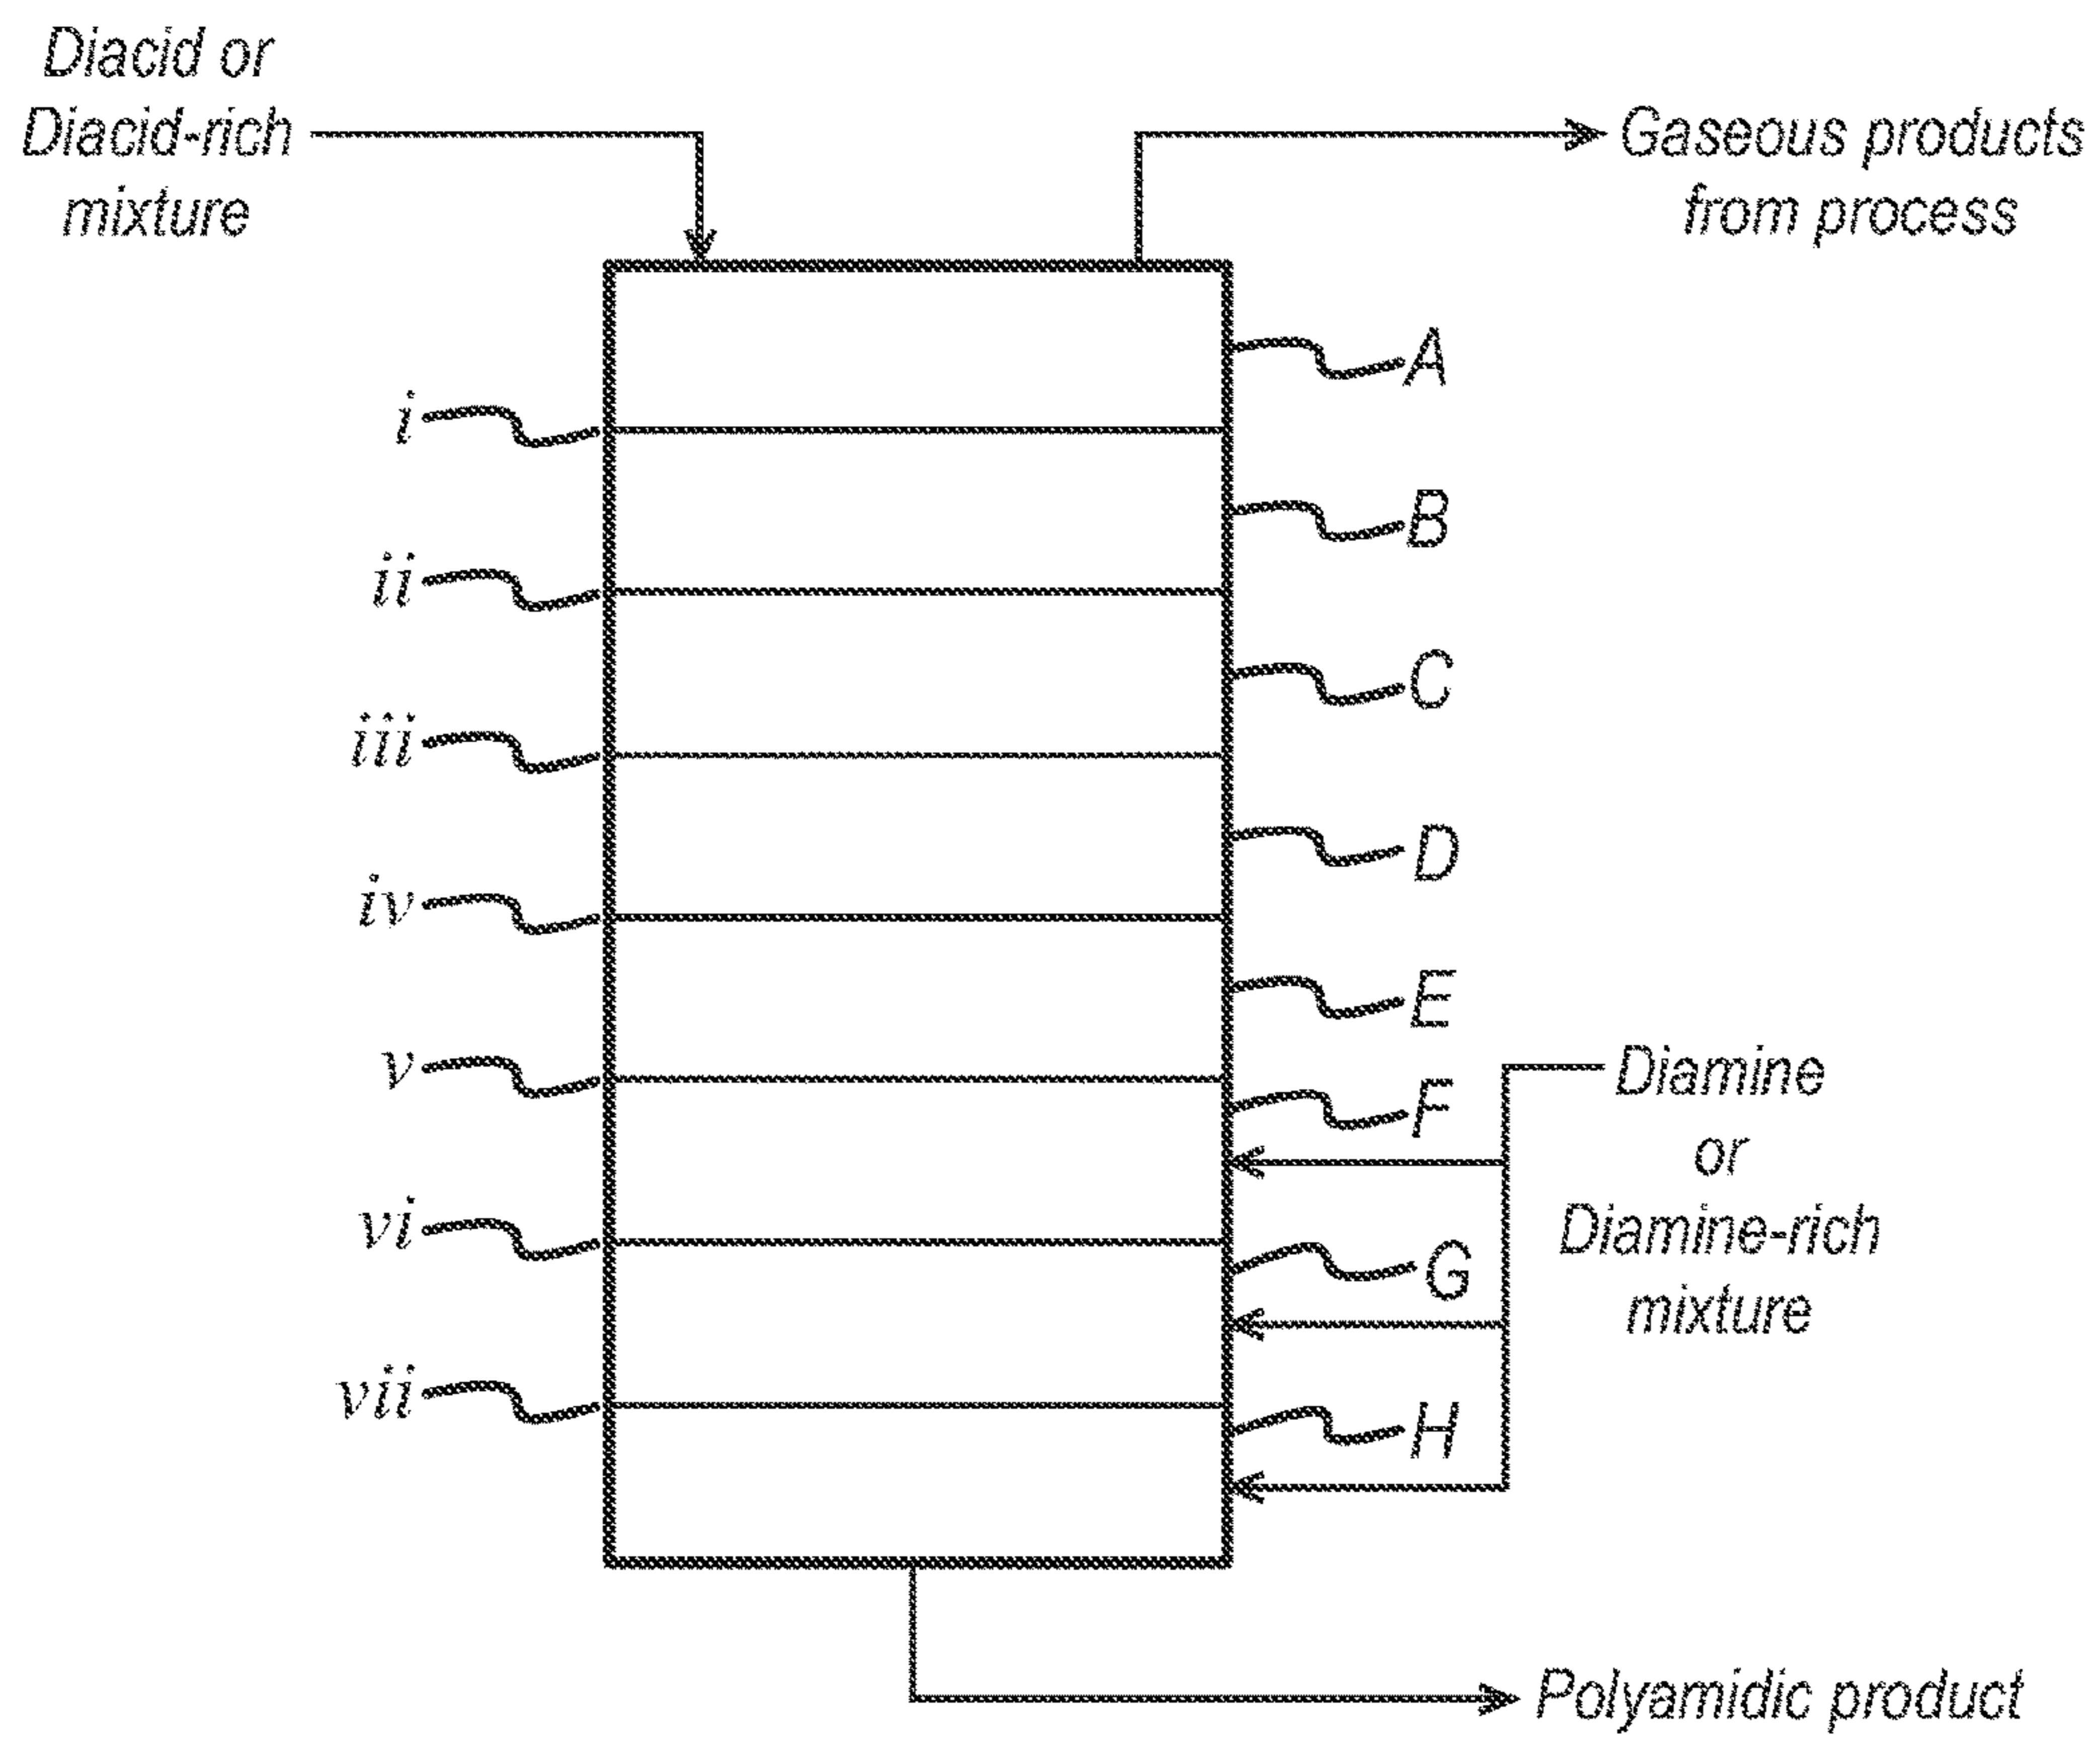 Diacid or
Diacid-rich
mixture
Gaseous products
from process
A
i
B
ii
C
iii
D
iv
E
v
F
Diamine
or
Diamine-rich
mixture
vi
G
vii
H
Polyamidic product